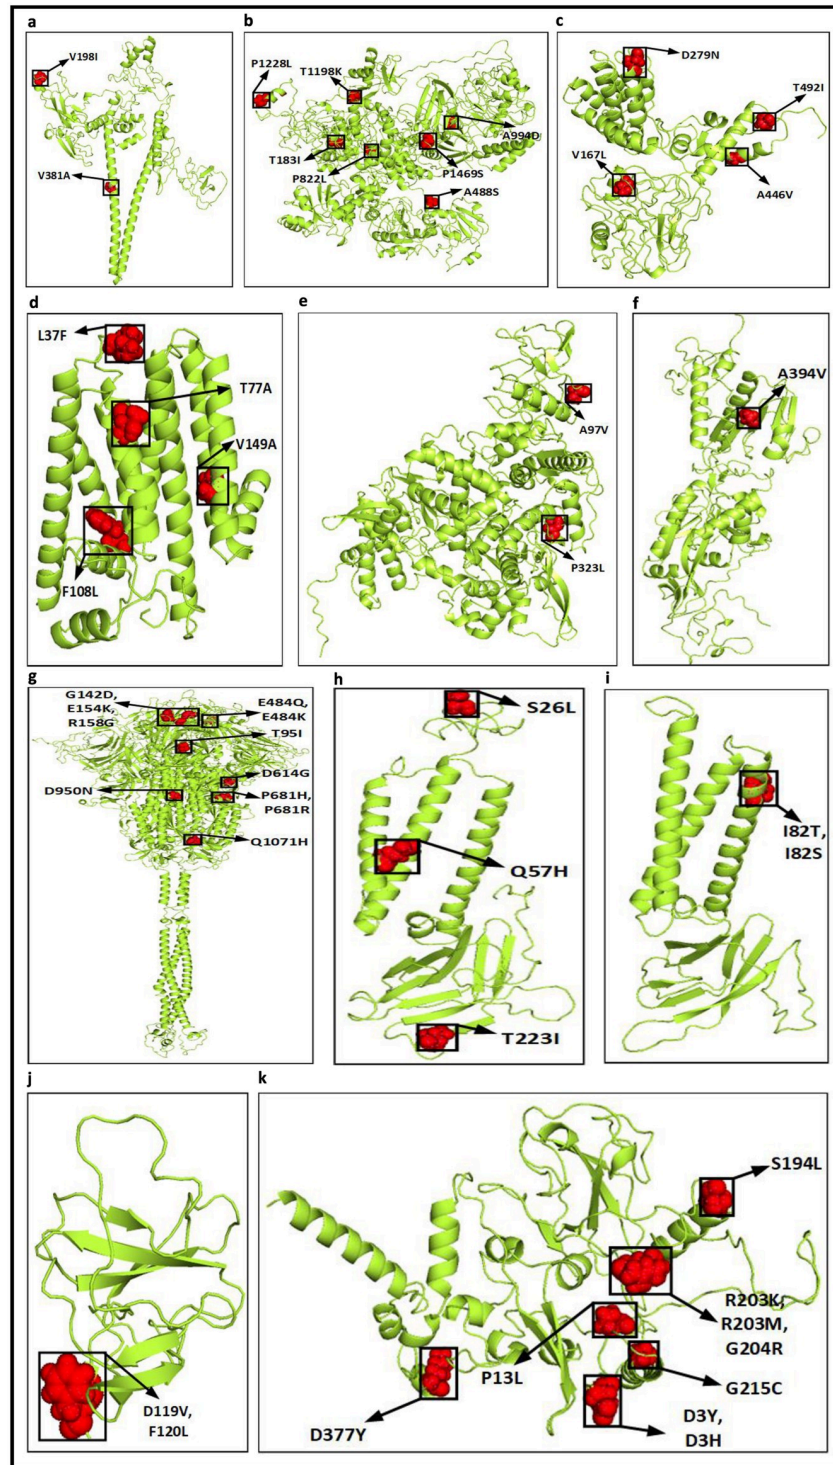 a
V198I
V381A
b
P1228L
T1198K
A994D
T183I
P1469S
P822L
A488S
c
D279N
T492I
V167L
A446V
d
L37F
T77A
V149A
F108L
e
A97V
P323L
f
A394V
g
G142D,
E154K,
R158G
E484Q,
E484K
T95I
D614G
D950N
P681H,
P681R
Q1071H
h
S26L
Q57H
T223I
i
I82T,
I82S
j
D119V,
F120L
k
S194L
R203K,
R203M,
G204R
P13L
G215C
D377Y
D3Y,
D3H